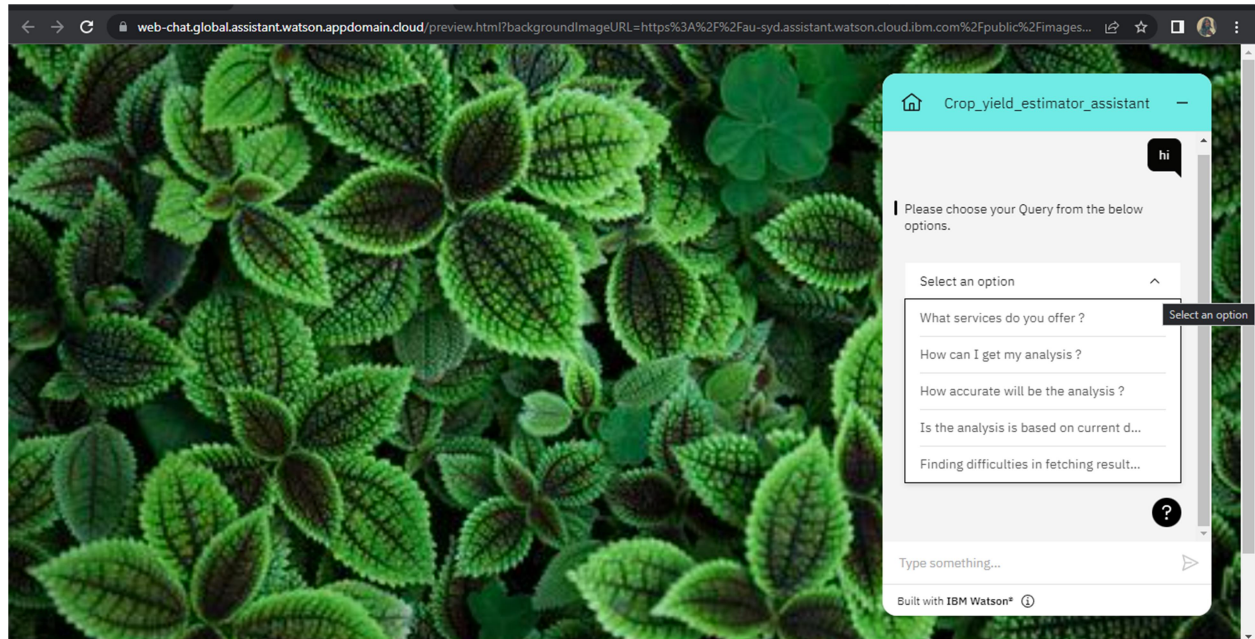 web-chat.global.assistant.watson.appdomain.cloud/preview.html?backgroundImageURL=https%3A%2F%2Fau-syd.assistant.watson.cloud.ibm.com%2Fpublic%2Fimages...
Crop_yield_estimator_assistant
hi
Please choose your Query from the below
options.
Select an option
Select an option
What services do you offer ?
How can I get my analysis ?
How accurate will be the analysis ?
Is the analysis is based on current d...
Finding difficulties in fetching result...
?
Type something...
Built with IBM Watson®